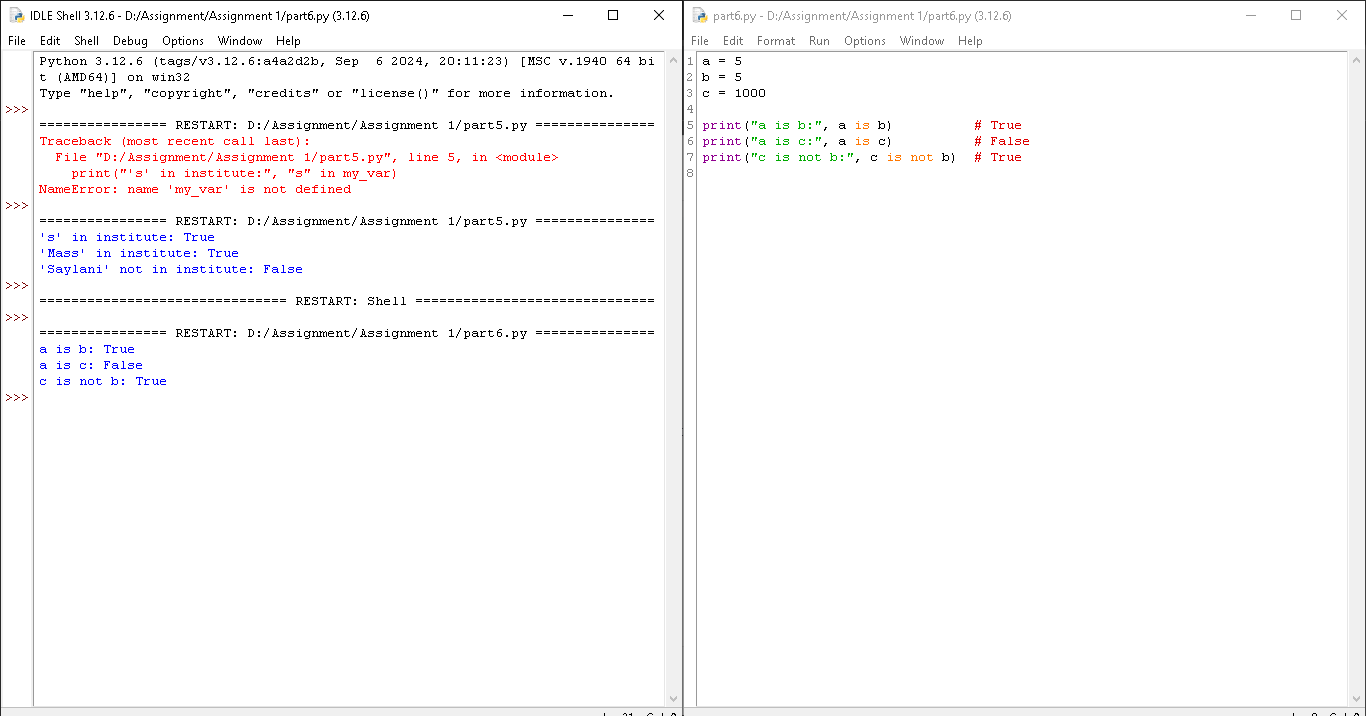 IDLE Shell 3.12.6 - D:/Assignment/Assignment 1/part6.py (3.12.6)
File Edit Shell Debug Options Window Help
Python 3.12.6 (tags/v3.12.6:a4a2d2b, Sep  6 2024, 20:11:23) [MSC v.1940 64 bi
t (AMD64)] on win32
Type "help", "copyright", "credits" or "license()" for more information.
>>>
================ RESTART: D:/Assignment/Assignment 1/part5.py ===============
Traceback (most recent call last):
  File "D:/Assignment/Assignment 1/part5.py", line 5, in <module>
    print("'s' in institute:", "s" in my_var)
NameError: name 'my_var' is not defined
>>>
================ RESTART: D:/Assignment/Assignment 1/part5.py ===============
's' in institute: True
'Mass' in institute: True
'Saylani' not in institute: False
>>>
=============================== RESTART: Shell ==============================
>>>
================ RESTART: D:/Assignment/Assignment 1/part6.py ===============
a is b: True
a is c: False
c is not b: True
>>>
part6.py - D:/Assignment/Assignment 1/part6.py (3.12.6)
File Edit Format Run Options Window Help
1 a = 5
2 b = 5
3 c = 1000
4
5 print("a is b:", a is b)          # True
6 print("a is c:", a is c)          # False
7 print("c is not b:", c is not b)  # True
8